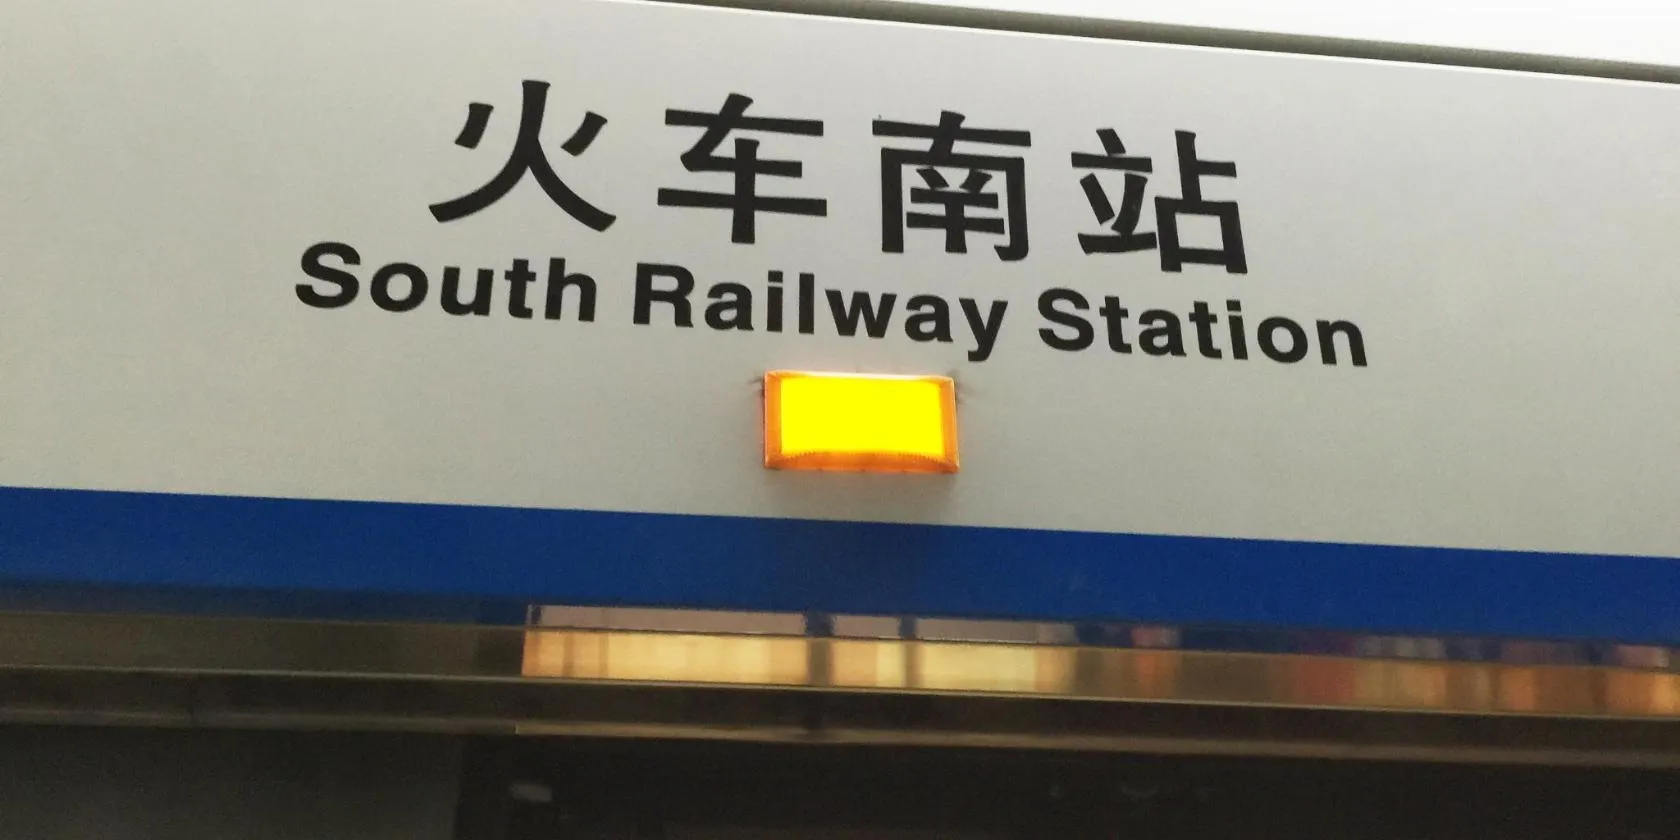 火车南站
South Railway Station